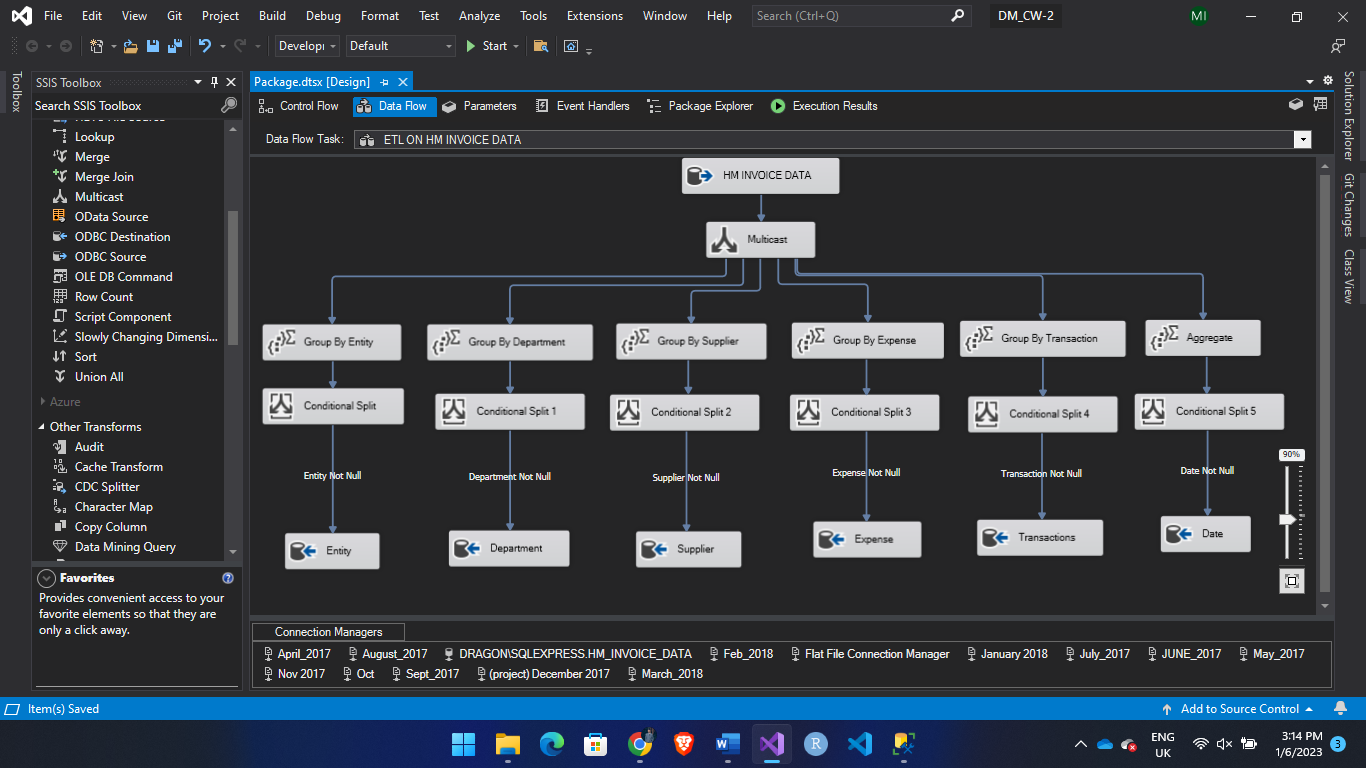 File Edit View Git Project Build Debug Format Test Analyze Tools Extensions Window Help Search (Ctrl+Q) DM_CW-2 MI
Develop Default Start
Toolbox
SSIS Toolbox
Search SSIS Toolbox
Lookup
Merge
Merge Join
Multicast
OData Source
ODBC Destination
ODBC Source
OLE DB Command
Row Count
Script Component
Slowly Changing Dimensi...
Sort
Union All
Azure
Other Transforms
Audit
Cache Transform
CDC Splitter
Character Map
Copy Column
Data Mining Query
Favorites
Provides convenient access to your
favorite elements so that they are
only a click away.
Package.dtsx [Design]
Control Flow Data Flow Parameters Event Handlers Package Explorer Execution Results
Data Flow Task: ETL ON HM INVOICE DATA
HM INVOICE DATA
Multicast
Group By Entity Group By Department Group By Supplier Group By Expense Group By Transaction Aggregate
Conditional Split Conditional Split 1 Conditional Split 2 Conditional Split 3 Conditional Split 4 Conditional Split 5
Entity Not Null Department Not Null Supplier Not Null Expense Not Null Transaction Not Null Date Not Null
90%
Entity Department Supplier Expense Transactions Date
Connection Managers
April_2017 August_2017 DRAGON\SQLEXPRESS.HM_INVOICE_DATA Feb_2018 Flat File Connection Manager January 2018 July_2017 JUNE_2017 May_2017
Nov 2017 Oct Sept_2017 (project) December 2017 March_2018
Solution Explorer
Git Changes
Class View
Item(s) Saved Add to Source Control
ENG
UK
3:14 PM
1/6/2023
3